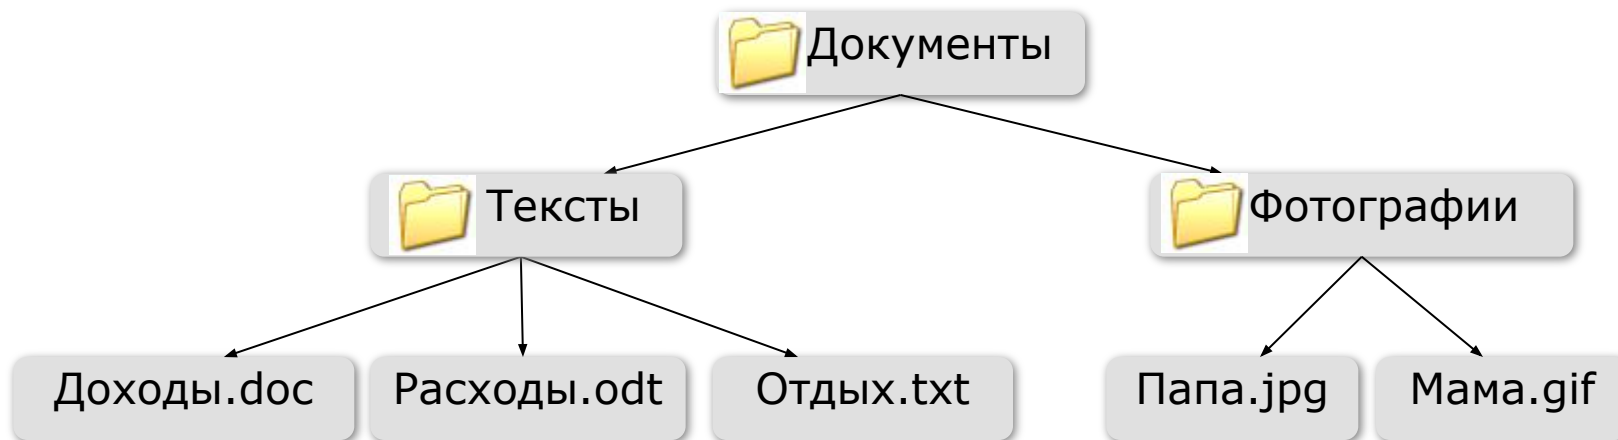 Документы
Тексты
Фотографии
Доходы.doc
Расходы.odt
Отдых.txt
Папа.jpg
Мама.gif